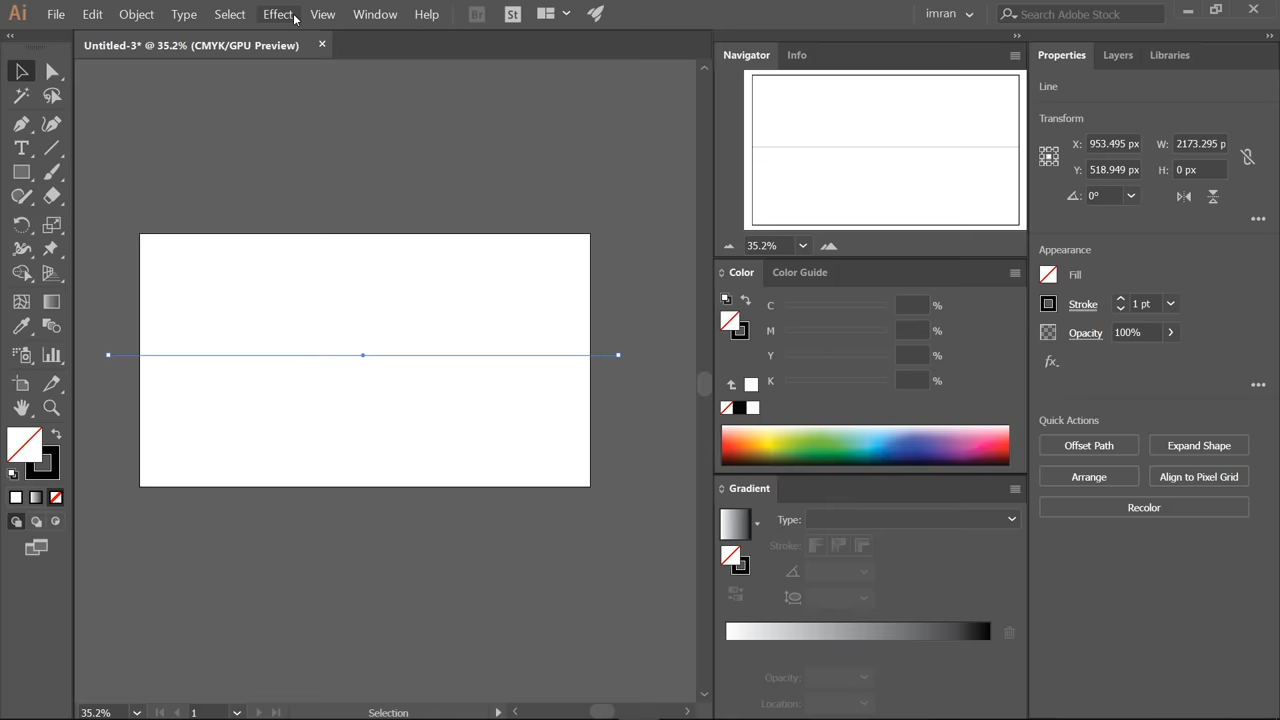 Ai File Edit Object Type Select Effect View Window Help Br St imran Search Adobe Stock
Untitled-3* @ 35.2% (CMYK/GPU Preview)
Navigator Info
35.2%
Color Color Guide
C %
M %
Y %
K %
Gradient
Type:
Stroke:
Opacity:
Location:
Properties Layers Libraries
Line
Transform
X: 953.495 px W: 2173.295 p
Y: 518.949 px H: 0 px
0°
Appearance
Fill
Stroke 1 pt
Opacity 100%
fx.
Quick Actions
Offset Path Expand Shape
Arrange Align to Pixel Grid
Recolor
35.2% 1 Selection